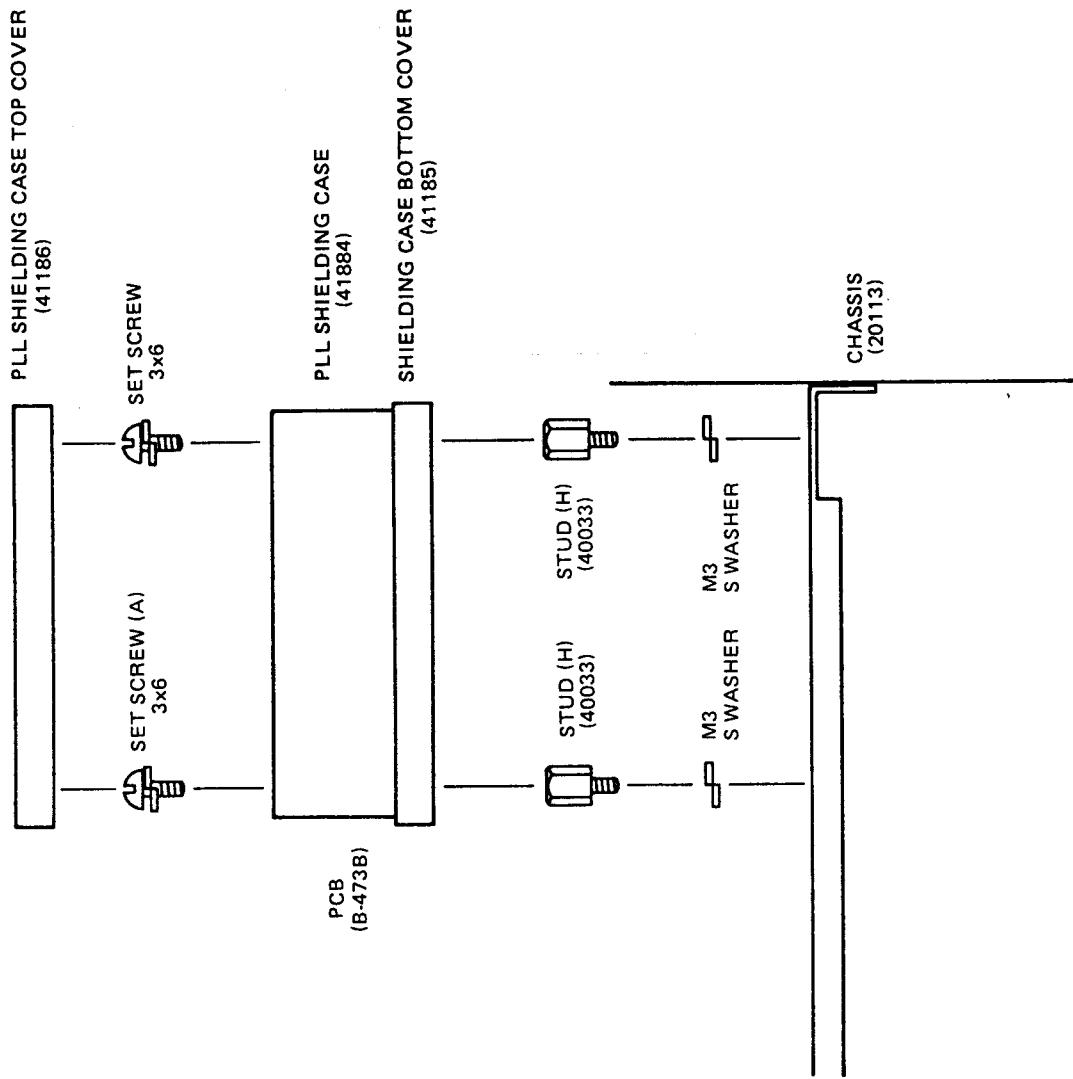 PLL SHIELDING CASE TOP COVER
(41186)
SET SCREW
3x6
SET SCREW (A)
3x6
PLL SHIELDING CASE
(41884)
SHIELDING CASE BOTTOM COVER
(41185)
PCB
(B-473B)
STUD (H)
(40033)
STUD (H)
(40033)
M3
S WASHER
M3
S WASHER
CHASSIS
(20113)